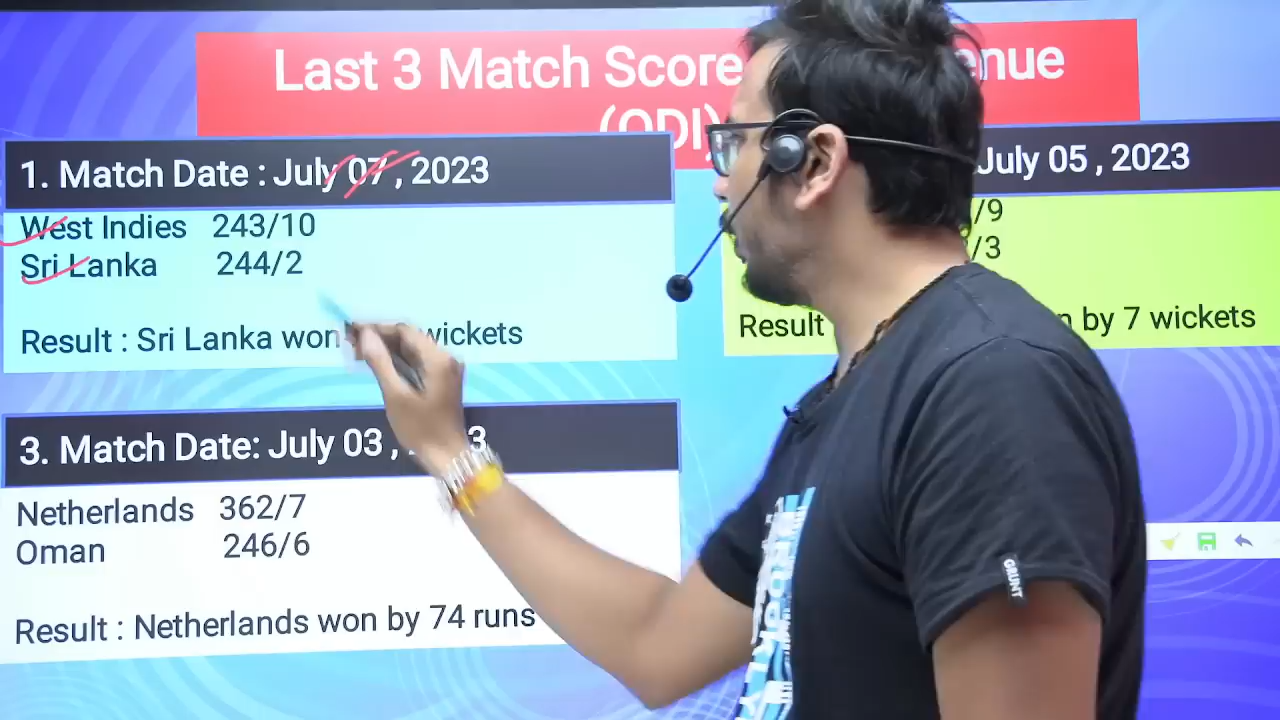 Last 3 Match Score
(ODI)
1. Match Date : July 07 , 2023
West Indies 243/10
Sri Lanka 244/2
Result : Sri Lanka won wickets
July 05 , 2023
/9
/3
Result by 7 wickets
3. Match Date: July 03 ,
Netherlands 362/7
Oman 246/6
Result : Netherlands won by 74 runs
GRUNT